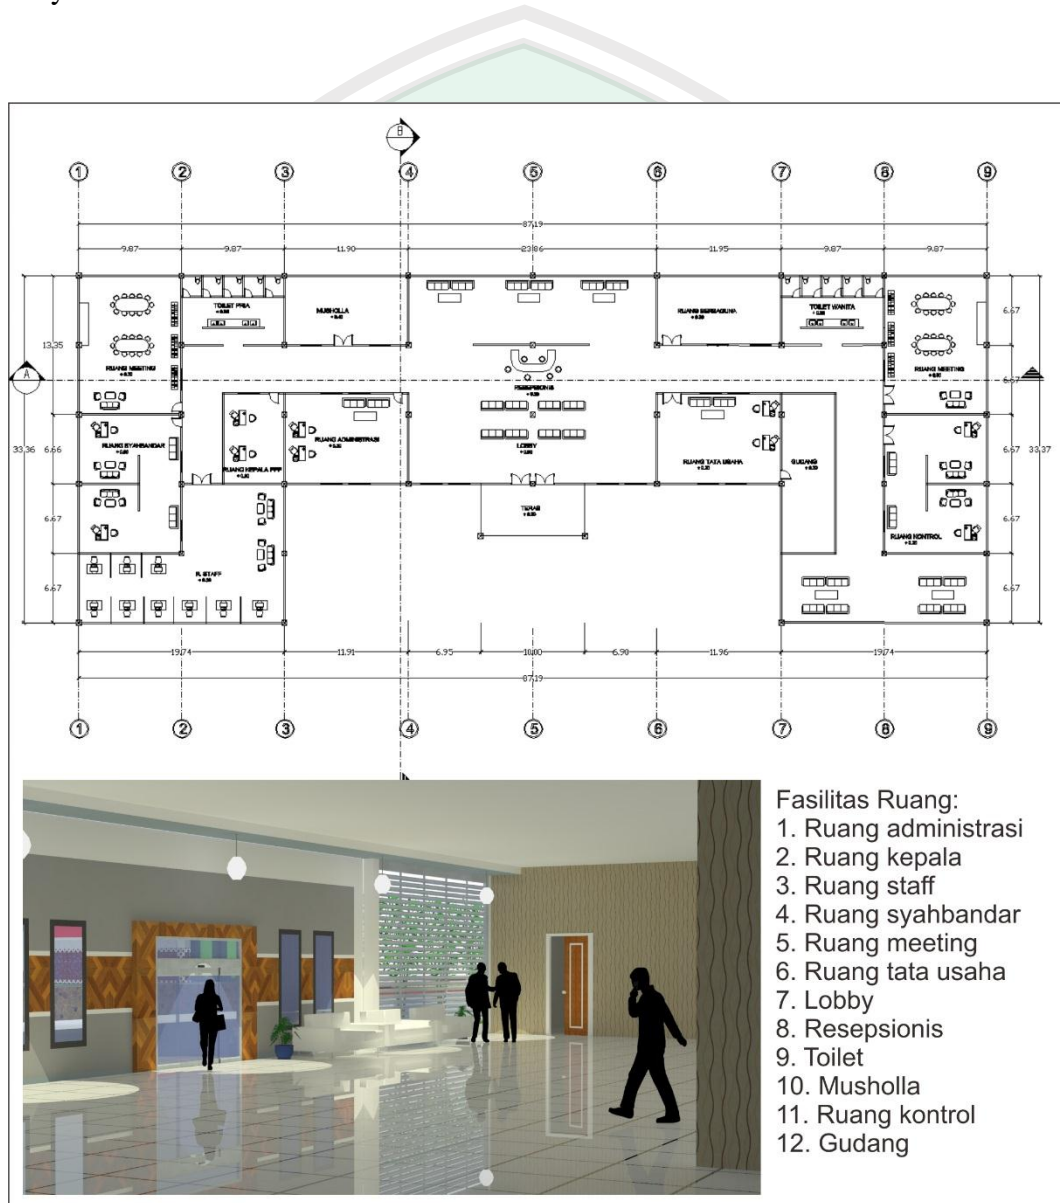 B
1 2 3 4 5 6 7 8 9
87.19
9.87 9.87 11.90 23.86 11.95 9.87 9.87
TOILET PRIA
MUSHOLLA
RUANG SERBAGUNA
TOILET WANITA
6.67
13.35
RUANG MEETING
RUANG MEETING
A
6.67
RESEPSIONIS
RUANG SYAHBANDAR
RUANG ADMINISTRASI
LOBBY
33.36 6.66
RUANG KEPALA PPP
RUANG TATA USAHA
GUDANG
6.67 33.37
TERAS
6.67
RUANG KONTROL
6.67
R. STAFF
6.67
6.67
19.74 11.91 6.95 10.00 6.90 11.96 19.74
87.19
1 2 3 4 5 6 7 8 9
Fasilitas Ruang:
1. Ruang administrasi
2. Ruang kepala
3. Ruang staff
4. Ruang syahbandar
5. Ruang meeting
6. Ruang tata usaha
7. Lobby
8. Resepsionis
9. Toilet
10. Musholla
11. Ruang kontrol
12. Gudang